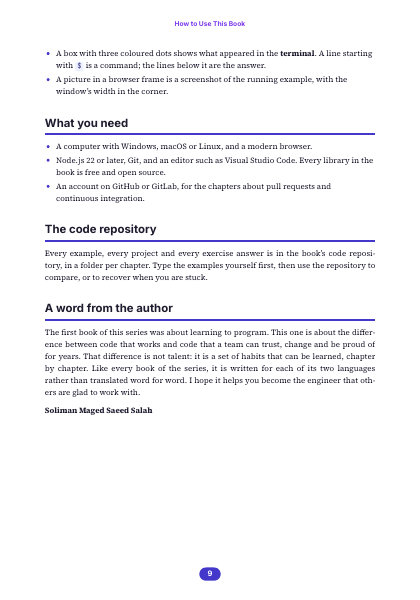 How to Use This Book
• A box with three coloured dots shows what appeared in the terminal. A line starting
with $ is a command; the lines below it are the answer.
• A picture in a browser frame is a screenshot of the running example, with the
window's width in the corner.
What you need
• A computer with Windows, macOS or Linux, and a modern browser.
• Node.js 22 or later, Git, and an editor such as Visual Studio Code. Every library in the
book is free and open source.
• An account on GitHub or GitLab, for the chapters about pull requests and
continuous integration.
The code repository
Every example, every project and every exercise answer is in the book's code reposi-
tory, in a folder per chapter. Type the examples yourself first, then use the repository to
compare, or to recover when you are stuck.
A word from the author
The first book of this series was about learning to program. This one is about the differ-
ence between code that works and code that a team can trust, change and be proud of
for years. That difference is not talent: it is a set of habits that can be learned, chapter
by chapter. Like every book of the series, it is written for each of its two languages
rather than translated word for word. I hope it helps you become the engineer that oth-
ers are glad to work with.
Soliman Maged Saeed Salah
9